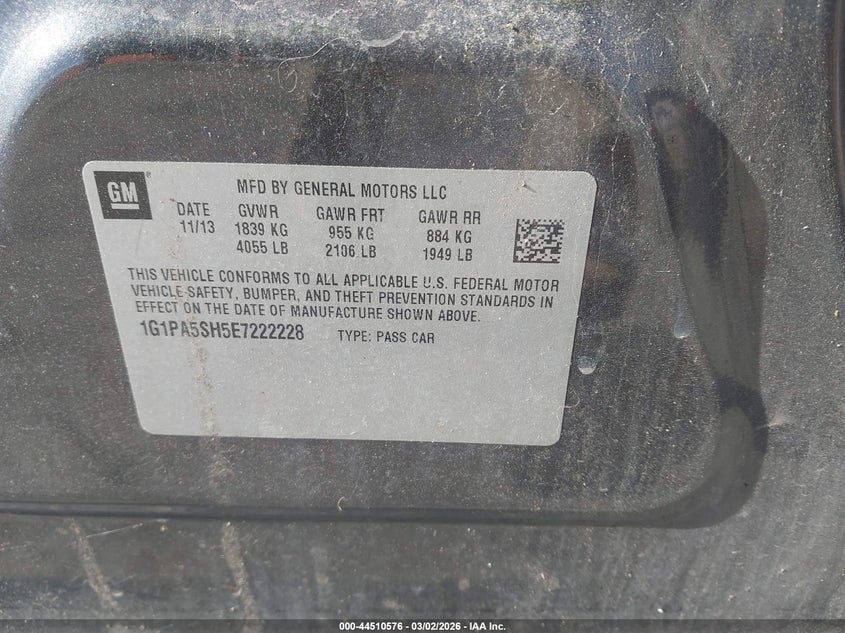 GM
MFD BY GENERAL MOTORS LLC
DATE GVWR GAWR FRT GAWR RR
11/13 1839 KG 955 KG 884 KG
4055 LB 2106 LB 1949 LB
THIS VEHICLE CONFORMS TO ALL APPLICABLE U.S. FEDERAL MOTOR
VEHICLE SAFETY, BUMPER, AND THEFT PREVENTION STANDARDS IN
EFFECT ON THE DATE OF MANUFACTURE SHOWN ABOVE.
1G1PA5SH5E7222228 TYPE: PASS CAR
000-44510576 - 03/02/2026 - IAA Inc.